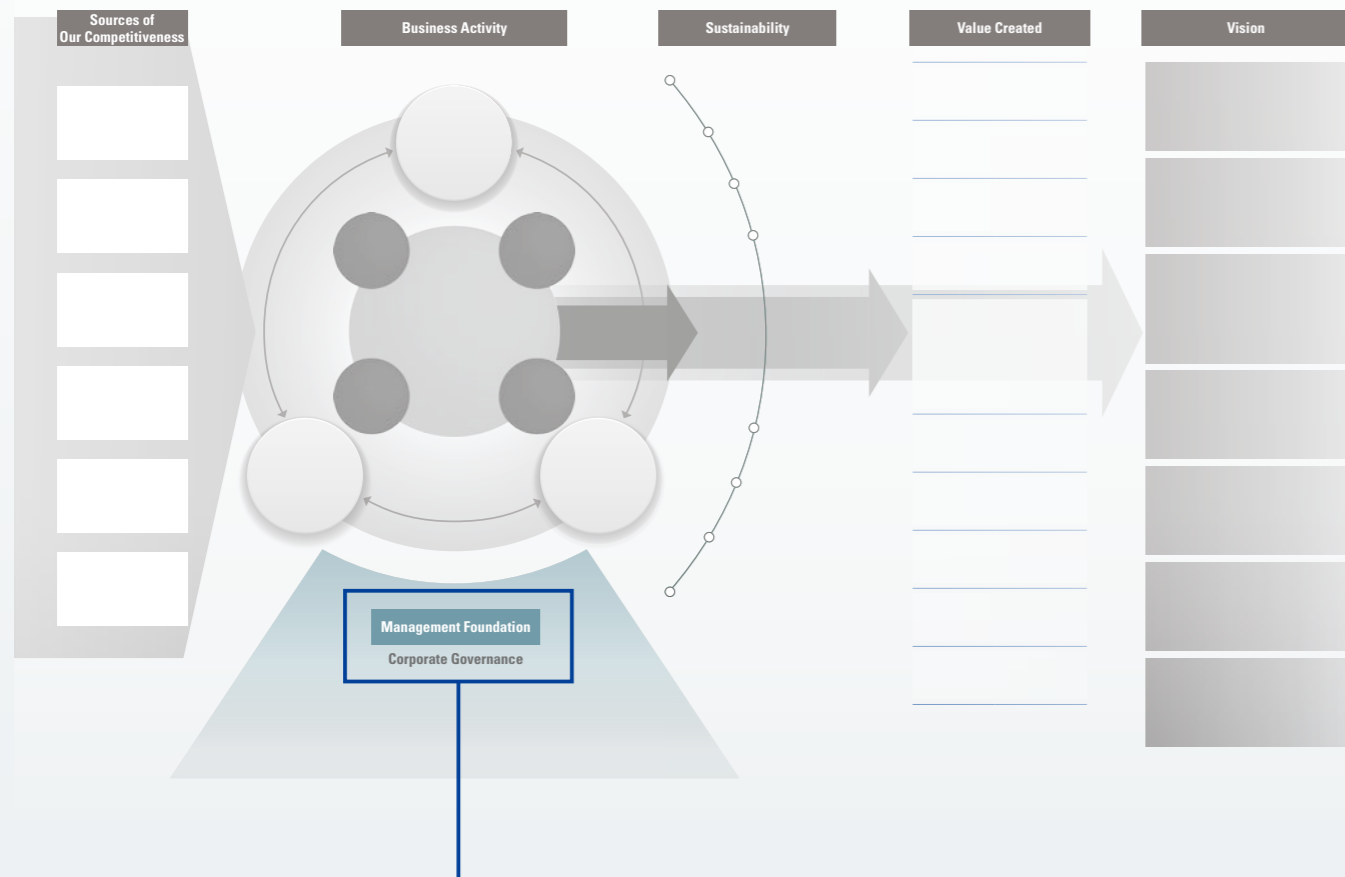 Sources of
Our Competitiveness
Business Activity
Sustainability
Value Created
Vision
Management Foundation
Corporate Governance